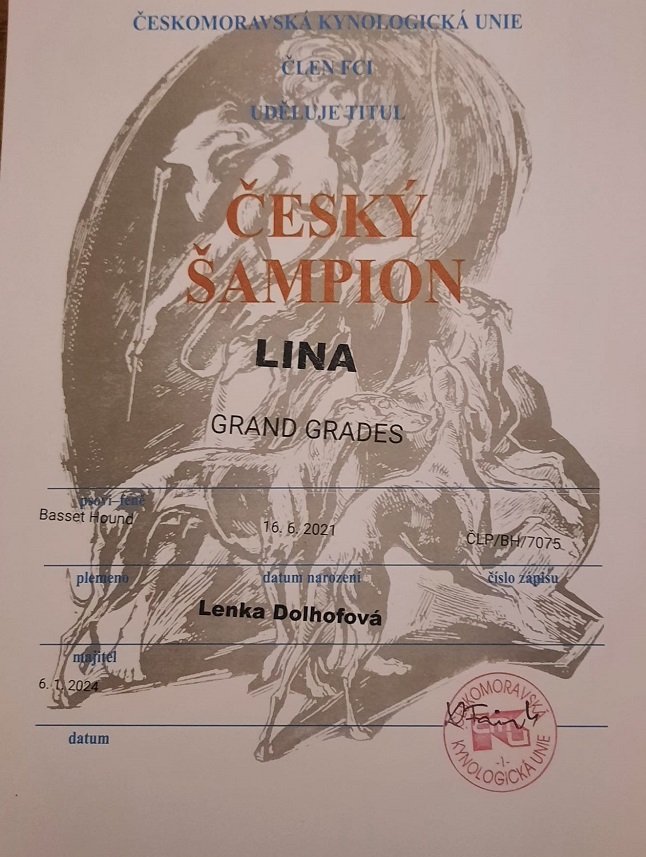 ČESKOMORAVSKÁ KYNOLOGICKÁ UNIE
ČLEN FCI
UDĚLUJE TITUL
ČESKÝ
ŠAMPION
LINA
GRAND GRADES
psovi–feně
Basset Hound 16. 6. 2021 ČLP/BH/7075
plemeno datum narození číslo zápisu
Lenka Dolhofová
majitel
6. 1. 2024
datum
ČESKOMORAVSKÁ
KYNOLOGICKÁ UNIE
-1-